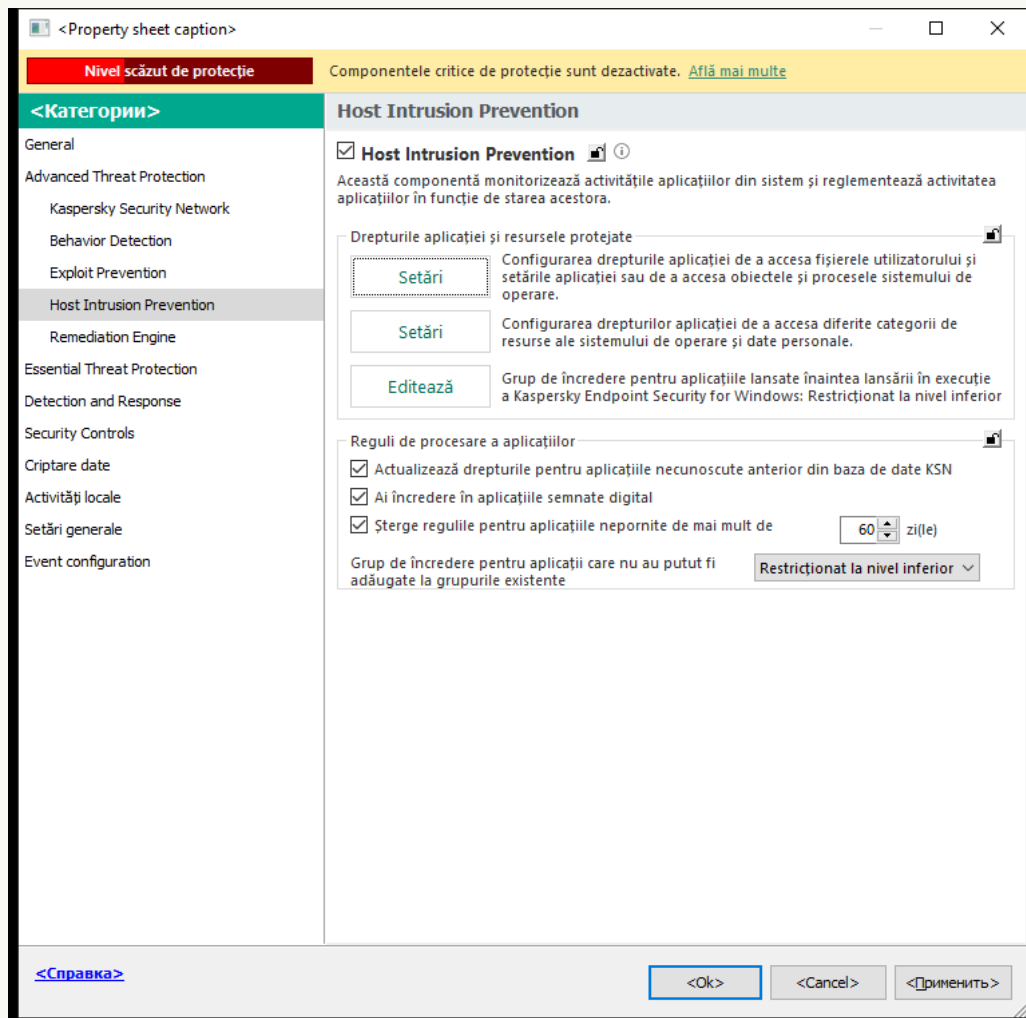 <Property sheet caption>
Nivel scăzut de protecție
Componentele critice de protecție sunt dezactivate. Află mai multe
<Категории>
General
Advanced Threat Protection
Kaspersky Security Network
Behavior Detection
Exploit Prevention
Host Intrusion Prevention
Remediation Engine
Essential Threat Protection
Detection and Response
Security Controls
Criptare date
Activități locale
Setări generale
Event configuration
Host Intrusion Prevention
Host Intrusion Prevention
Această componentă monitorizează activitățile aplicațiilor din sistem și reglementează activitatea
aplicațiilor în funcție de starea acestora.
Drepturile aplicației și resursele protejate
Setări
Configurarea drepturile aplicației de a accesa fișierele utilizatorului și
setările aplicației sau de a accesa obiectele și procesele sistemului de
operare.
Setări
Configurarea drepturilor aplicației de a accesa diferite categorii de
resurse ale sistemului de operare și date personale.
Editează
Grup de încredere pentru aplicațiile lansate înaintea lansării în execuție
a Kaspersky Endpoint Security for Windows: Restricționat la nivel inferior
Reguli de procesare a aplicațiilor
Actualizează drepturile pentru aplicațiile necunoscute anterior din baza de date KSN
Ai încredere în aplicațiile semnate digital
Șterge regulile pentru aplicațiile nepornite de mai mult de 60 zi(le)
Grup de încredere pentru aplicații care nu au putut fi
adăugate la grupurile existente
Restricționat la nivel inferior
<Справка>
<Ok>
<Cancel>
<Применить>